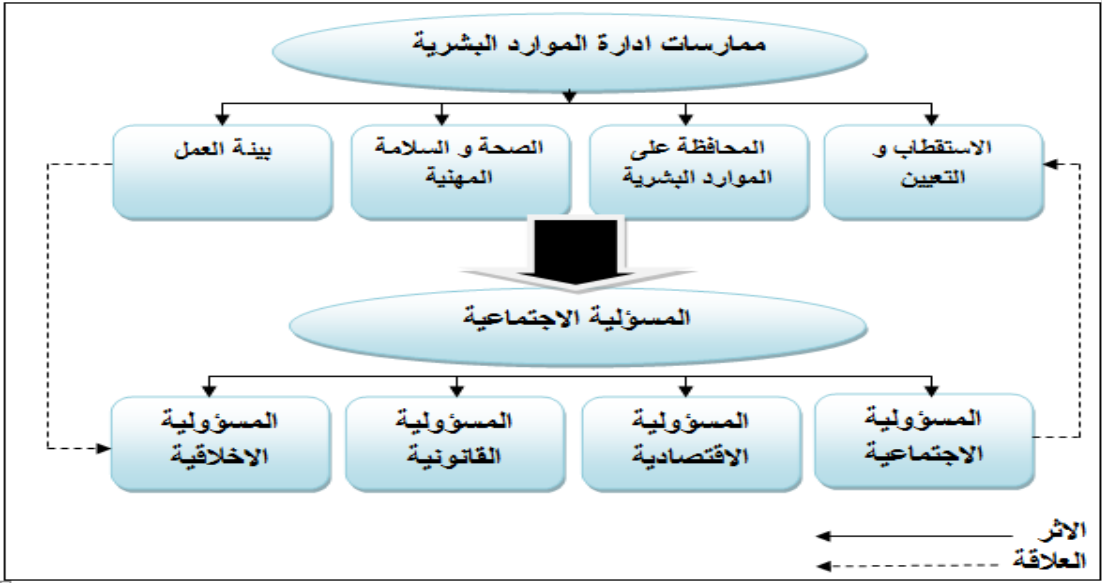 ممارسات ادارة الموارد البشرية
الاستقطاب و
التعيين
المحافظة على
الموارد البشرية
الصحة و السلامة
المهنية
بيئة العمل
المسؤلية الاجتماعية
المسؤولية
الاجتماعية
المسؤولية
الاقتصادية
المسؤولية
القانونية
المسؤولية
الاخلاقية
الاثر
العلاقة